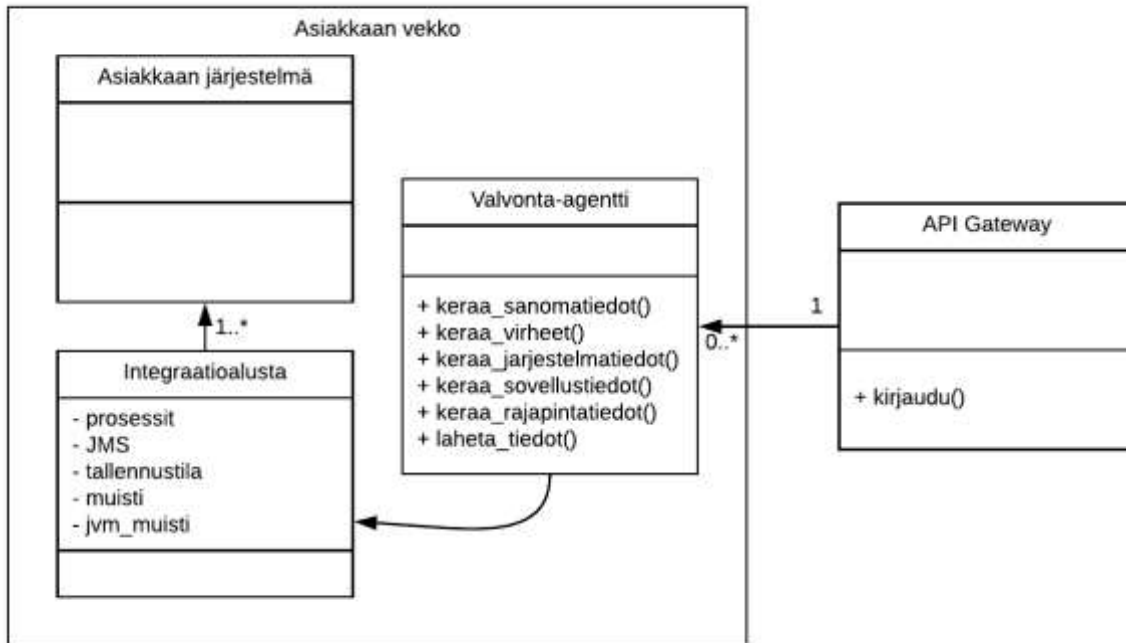 Asiakkaan vekko
Asiakkaan järjestelmä
1..*
Integraatioalusta
- prosessit
- JMS
- tallennustila
- muisti
- jvm_muisti
Valvonta-agentti
+ keraa_sanomatiedot()
+ keraa_virheet()
+ keraa_jarjestelmatiedot()
+ keraa_sovellustiedot()
+ keraa_rajapintatiedot()
+ laheta_tiedot()
0..*
1
API Gateway
+ kirjaudu()